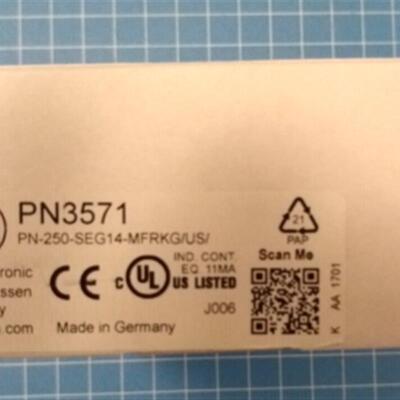 PN3571
PN-250-SEG14-MFRKG/US/
21
PAP
IND. CONT.
EQ. 11MA
Scan Me
ronic
ssen
y
.com
CE
c UL US LISTED
J006
Made in Germany
K AA 1701